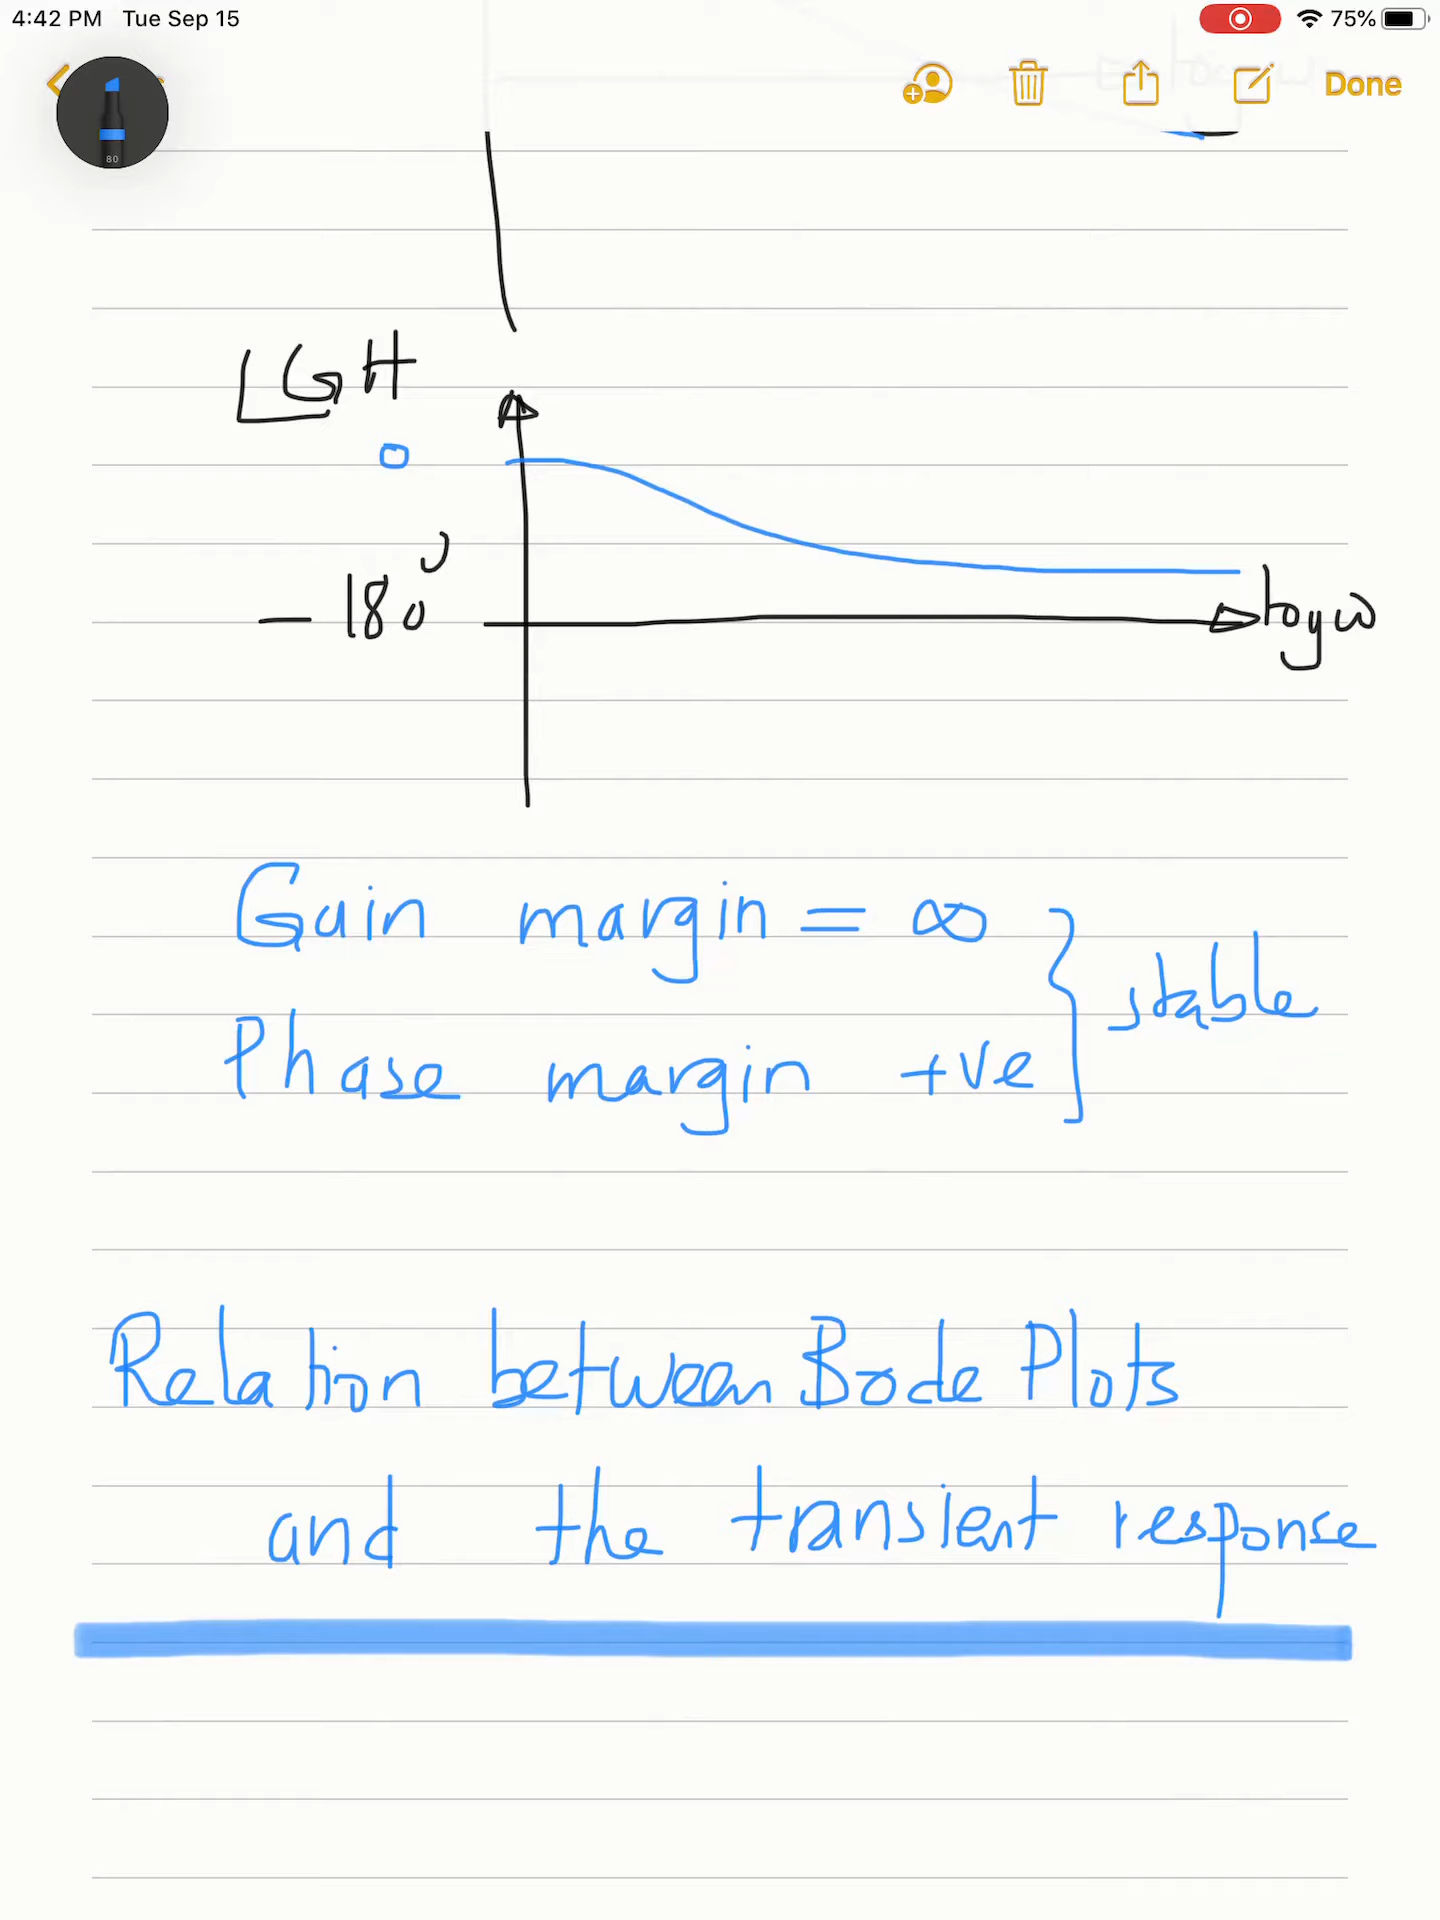 4:42 PM Tue Sep 15 75%
Done
80
∠GH
0
-180°
log ω
Gain margin = ∞
Phase margin +ve } stable
Relation between Bode Plots
and the transient response